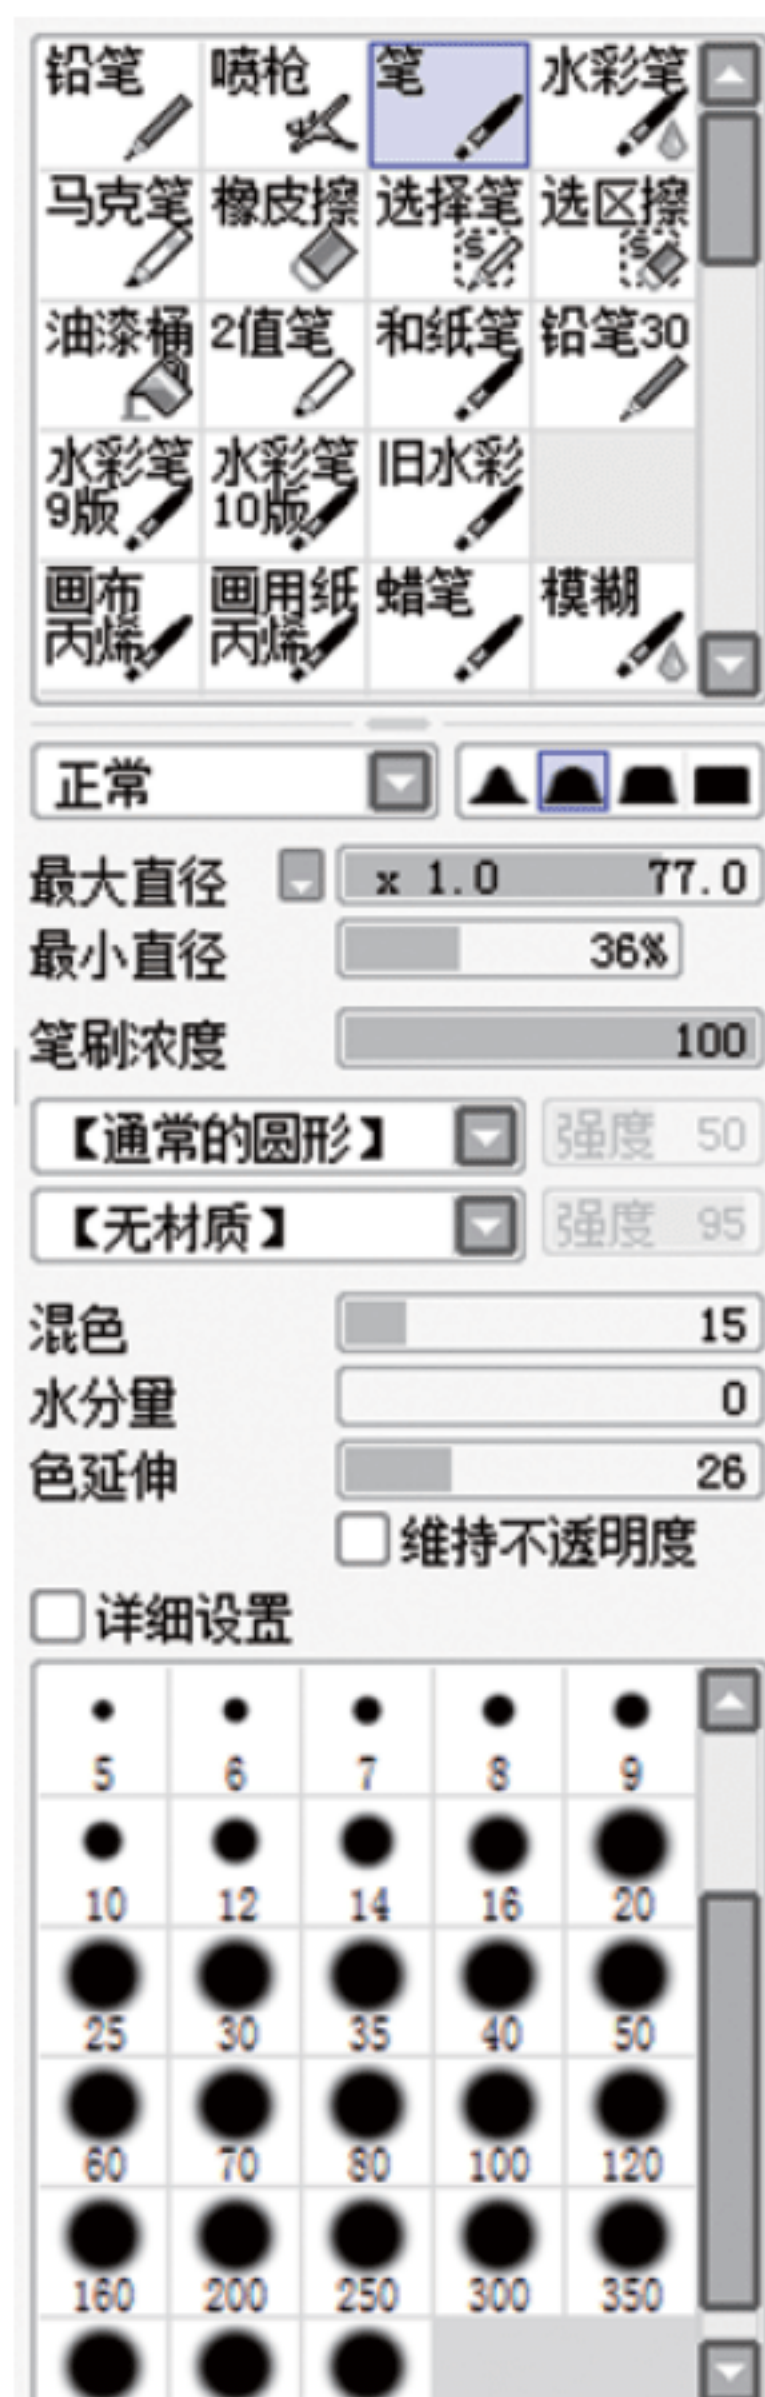 铅笔 喷枪 笔 水彩笔
马克笔 橡皮擦 选择笔 选区擦
油漆桶 2值笔 和纸笔 铅笔30
水彩笔 水彩笔 旧水彩
9版 10版
画布 画用纸 蜡笔 模糊
丙烯 丙烯
正常
最大直径 x 1.0 77.0
最小直径 36%
笔刷浓度 100
【通常的圆形】 强度 50
【无材质】 强度 95
混色 15
水分量 0
色延伸 26
维持不透明度
详细设置
5 6 7 8 9
10 12 14 16 20
25 30 35 40 50
60 70 80 100 120
160 200 250 300 350